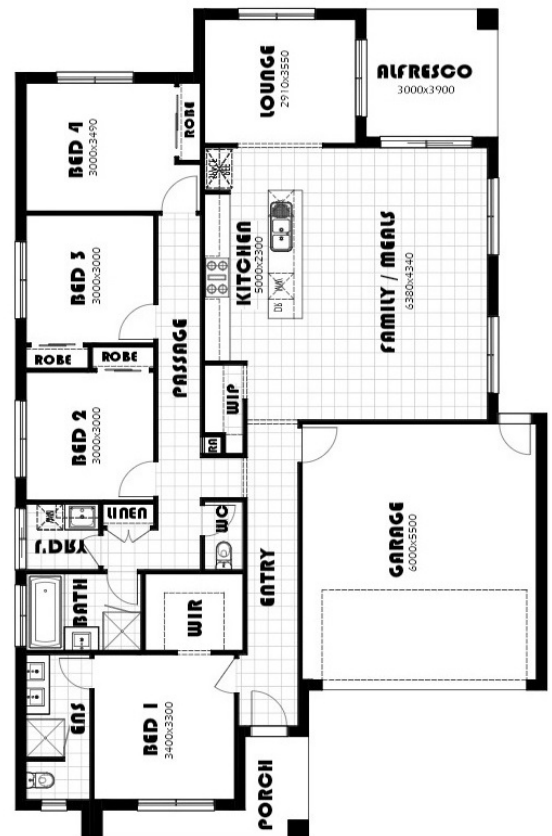 LOUNGE
2910x3550
ALFRESCO
3000x3900
BED 4
3000x3490
ROBE
BED 3
3000x3000
KITCHEN
5000x2300
FAMILY / MEALS
6380x4340
PASSAGE
ROBE
ROBE
WIP
BED 2
3000x3000
LINEN
L.DRY
WC
ENTRY
GARAGE
6000x5500
BATH
WIR
ENS
BED 1
3400x3300
PORCH